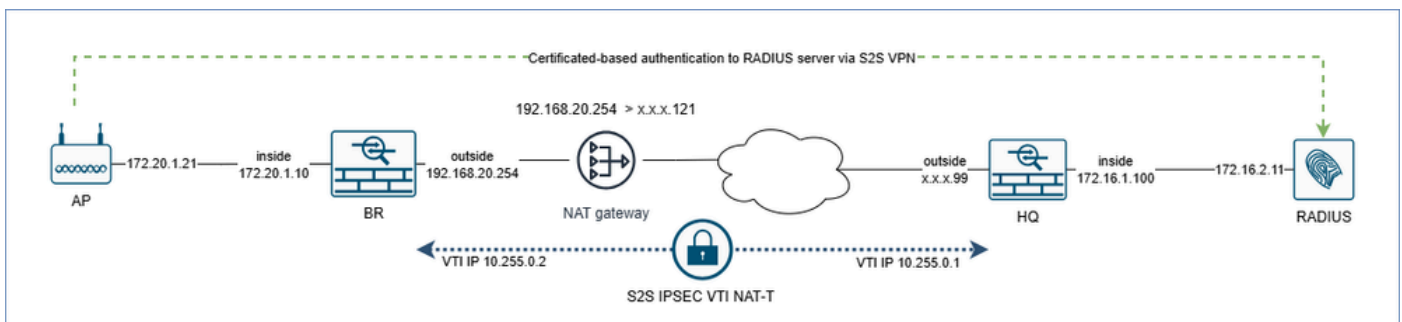 Certificated-based authentication to RADIUS server via S2S VPN
192.168.20.254 > x.x.x.121
172.20.1.21
inside
172.20.1.10
outside
192.168.20.254
outside
x.x.x.99
inside
172.16.1.100
172.16.2.11
AP
BR
NAT gateway
HQ
RADIUS
VTI IP 10.255.0.2
VTI IP 10.255.0.1
S2S IPSEC VTI NAT-T